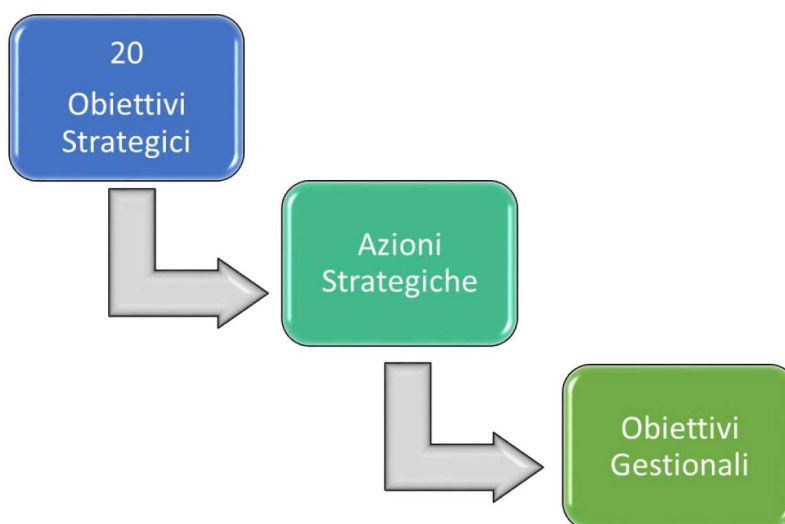 20
Obiettivi
Strategici
Azioni
Strategiche
Obiettivi
Gestionali